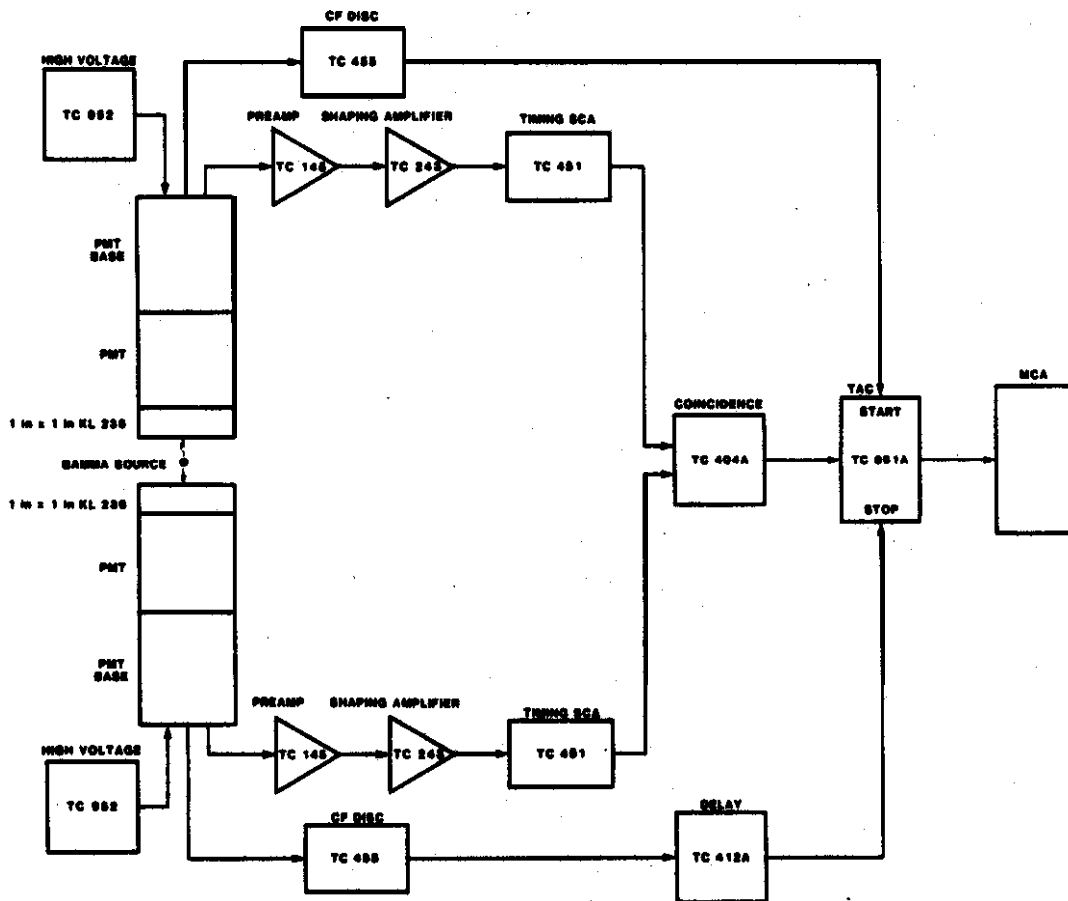 CF DISC
TC 455
HIGH VOLTAGE
TC 952
PREAMP
SHAPING AMPLIFIER
TIMING SCA
TC 145
TC 243
TC 451
PMT
BASE
PMT
1 in x 1 in KL 236
GAMMA SOURCE
1 in x 1 in KL 236
PMT
PMT
BASE
COINCIDENCE
TC 404A
TAC
START
TC 861A
STOP
MCA
PREAMP
SHAPING AMPLIFIER
TIMING SCA
TC 145
TC 243
TC 451
HIGH VOLTAGE
TC 952
CF DISC
TC 455
DELAY
TC 412A